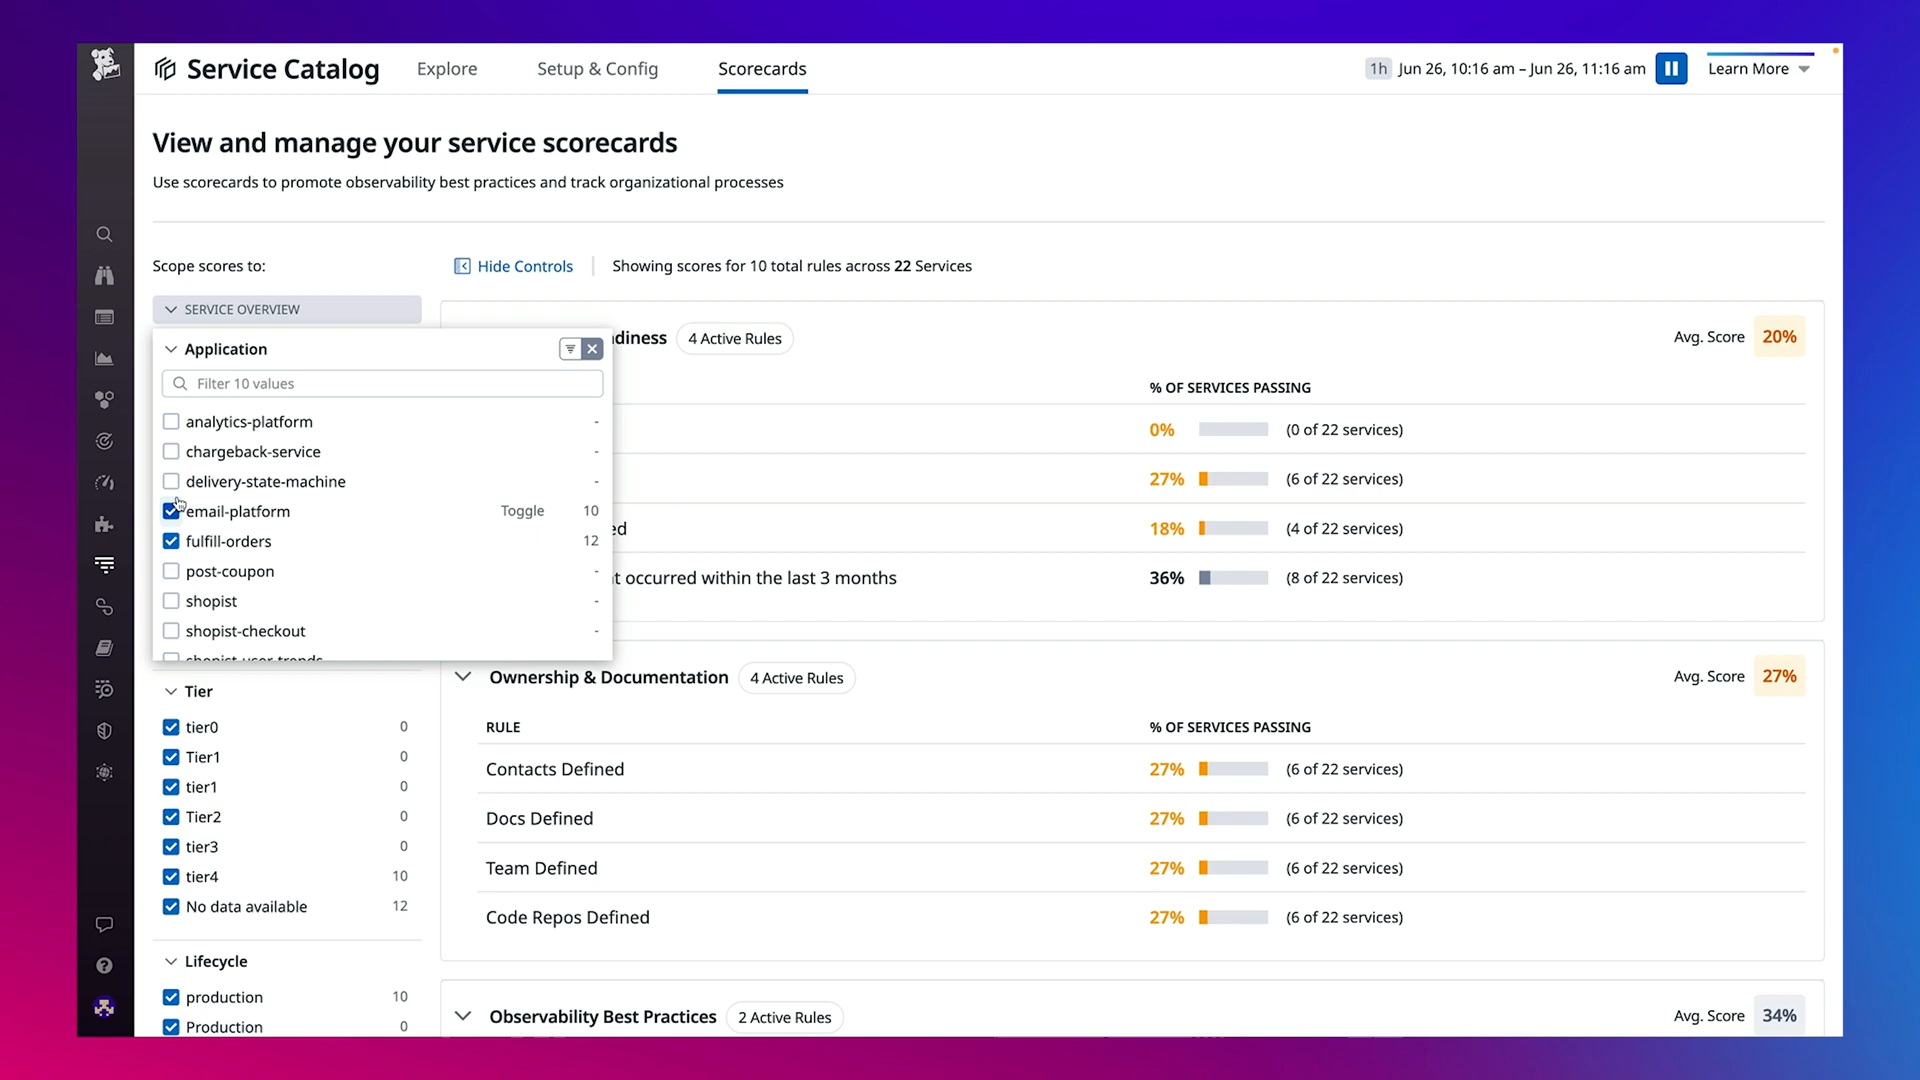 Service Catalog
Explore
Setup & Config
Scorecards
1h Jun 26, 10:16 am – Jun 26, 11:16 am
Learn More
View and manage your service scorecards
Use scorecards to promote observability best practices and track organizational processes
Scope scores to:
Hide Controls
Showing scores for 10 total rules across 22 Services
SERVICE OVERVIEW
Application
Filter 10 values
analytics-platform -
chargeback-service -
delivery-state-machine -
email-platform Toggle 10
fulfill-orders 12
post-coupon -
shopist -
shopist-checkout -
shopist-user-trends
Tier
tier0 0
Tier1 0
tier1 0
Tier2 0
tier3 0
tier4 10
No data available 12
Lifecycle
production 10
Production 0
diness 4 Active Rules Avg. Score 20%
% OF SERVICES PASSING
0% (0 of 22 services)
27% (6 of 22 services)
ed 18% (4 of 22 services)
t occurred within the last 3 months 36% (8 of 22 services)
Ownership & Documentation 4 Active Rules Avg. Score 27%
RULE % OF SERVICES PASSING
Contacts Defined 27% (6 of 22 services)
Docs Defined 27% (6 of 22 services)
Team Defined 27% (6 of 22 services)
Code Repos Defined 27% (6 of 22 services)
Observability Best Practices 2 Active Rules Avg. Score 34%